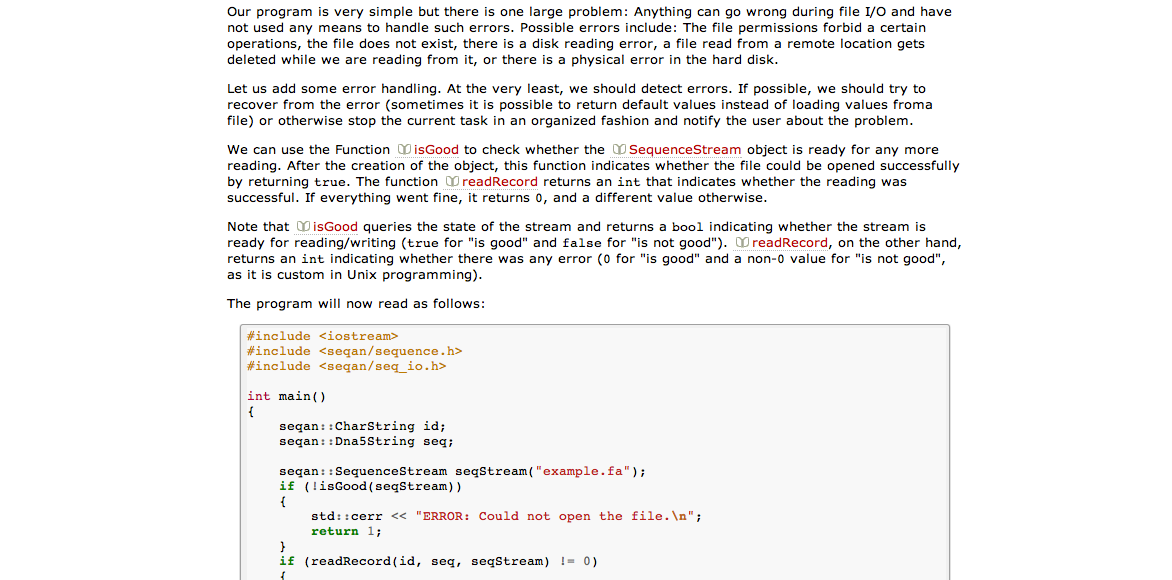 Our program is very simple but there is one large problem: Anything can go wrong during file I/O and have
not used any means to handle such errors. Possible errors include: The file permissions forbid a certain
operations, the file does not exist, there is a disk reading error, a file read from a remote location gets
deleted while we are reading from it, or there is a physical error in the hard disk.
Let us add some error handling. At the very least, we should detect errors. If possible, we should try to
recover from the error (sometimes it is possible to return default values instead of loading values froma
file) or otherwise stop the current task in an organized fashion and notify the user about the problem.
We can use the Function isGood to check whether the SequenceStream object is ready for any more
reading. After the creation of the object, this function indicates whether the file could be opened successfully
by returning true. The function readRecord returns an int that indicates whether the reading was
successful. If everything went fine, it returns 0, and a different value otherwise.
Note that isGood queries the state of the stream and returns a bool indicating whether the stream is
ready for reading/writing (true for "is good" and false for "is not good"). readRecord, on the other hand,
returns an int indicating whether there was any error (0 for "is good" and a non-0 value for "is not good",
as it is custom in Unix programming).
The program will now read as follows:
#include <iostream>
#include <seqan/sequence.h>
#include <seqan/seq_io.h>
int main()
{
    seqan::CharString id;
    seqan::Dna5String seq;
    seqan::SequenceStream seqStream("example.fa");
    if (!isGood(seqStream))
    {
        std::cerr << "ERROR: Could not open the file.\n";
        return 1;
    }
    if (readRecord(id, seq, seqStream) != 0)
    {